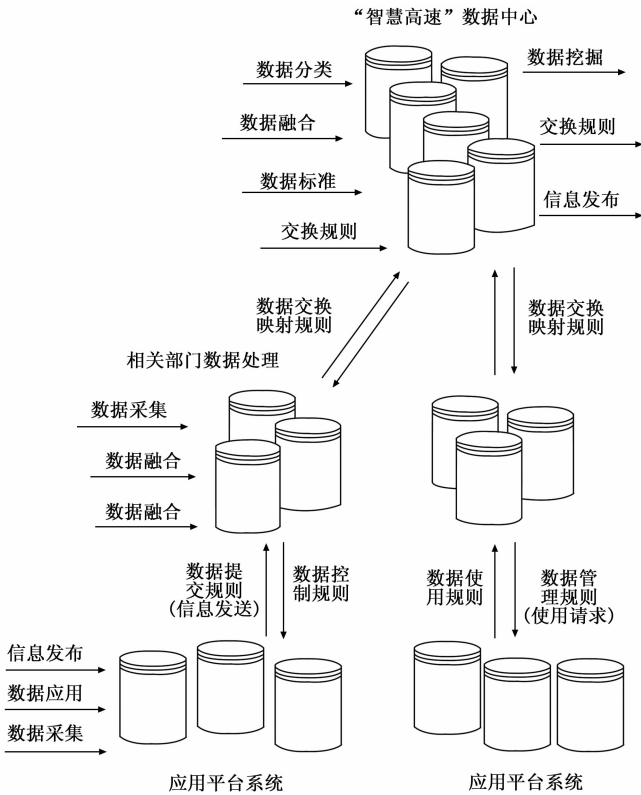 “智慧高速”数据中心
数据分类
数据挖掘
数据融合
交换规则
数据标准
信息发布
交换规则
数据交换
映射规则
数据交换
映射规则
相关部门数据处理
数据采集
数据融合
数据融合
数据提
交规则
(信息发送)
数据控
制规则
数据使
用规则
数据管
理规则
(使用请求)
信息发布
数据应用
数据采集
应用平台系统
应用平台系统